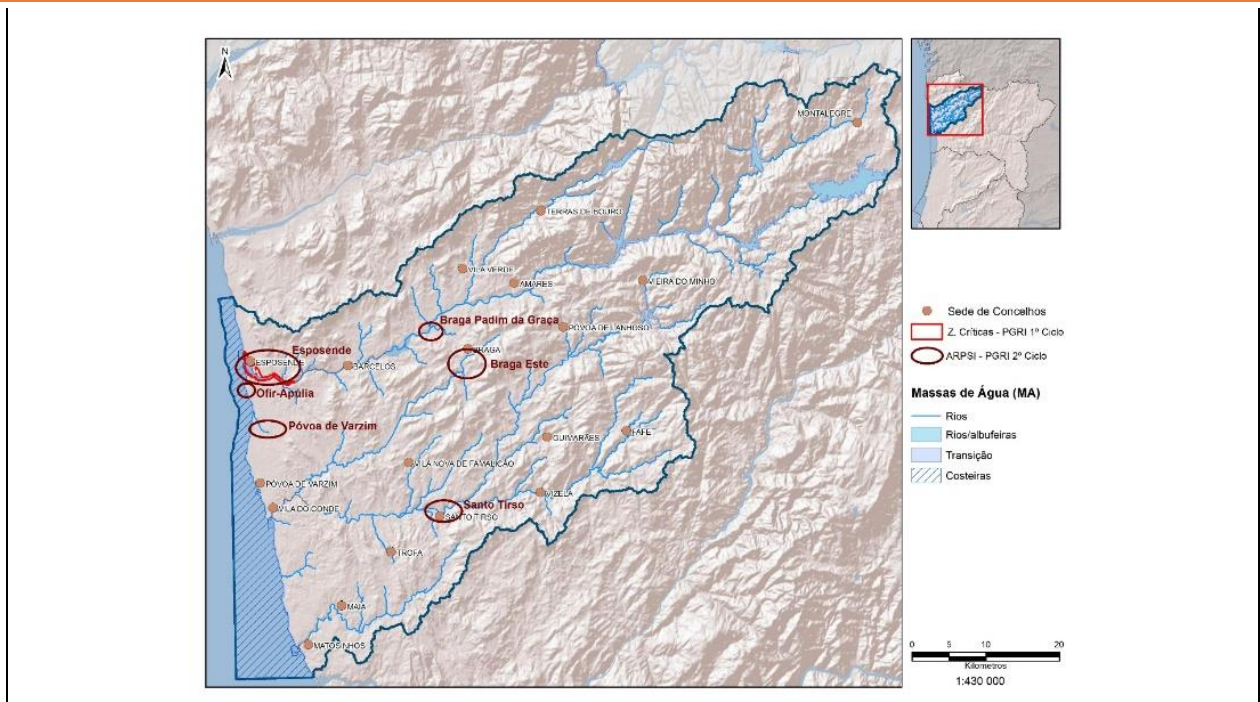 N
MONTALEGRE
TERRAS DE BOURO
VILA VERDE
AMARES
VIEIRA DO MINHO
Braga Padim da Graça
PÓVOA DE LANHOSO
Esposende
ESPOSENDE
BRAGA
Braga Este
BARCELOS
Ofir-Apúlia
Póvoa de Varzim
GUIMARÃES
FAFE
VILA NOVA DE FAMALICÃO
PÓVOA DE VARZIM
VIZELA
Santo Tirso
VILA DO CONDE
SANTO TIRSO
TROFA
MAIA
MATOSINHOS
Sede de Concelhos
Z. Críticas - PGRI 1º Ciclo
ARPSI - PGRI 2º Ciclo
Massas de Água (MA)
Rios
Rios/albufeiras
Transição
Costeiras
0 5 10 20
Kilometros
1:430 000